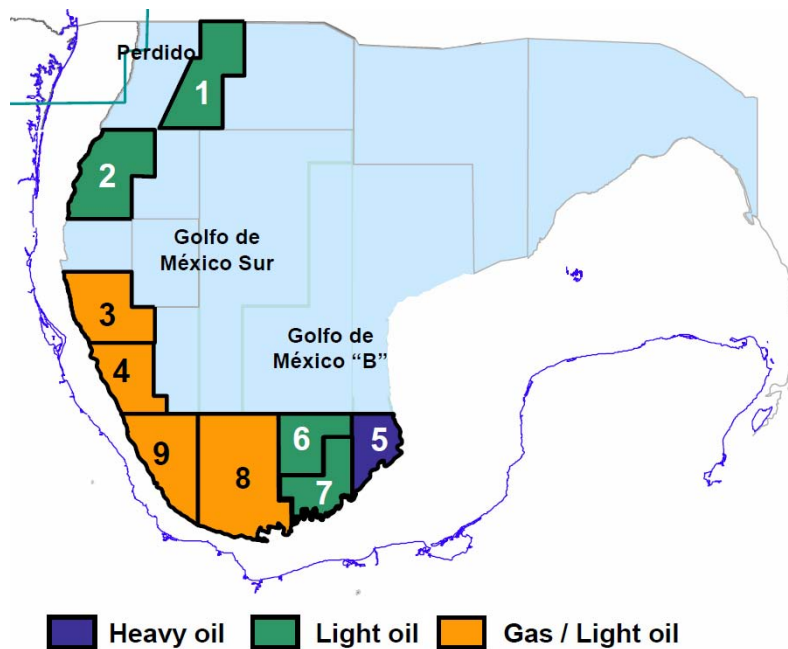 Perdido
1
2
Golfo de
México Sur
3
Golfo de
México “B”
4
6
5
9
8
7
Heavy oil
Light oil
Gas / Light oil